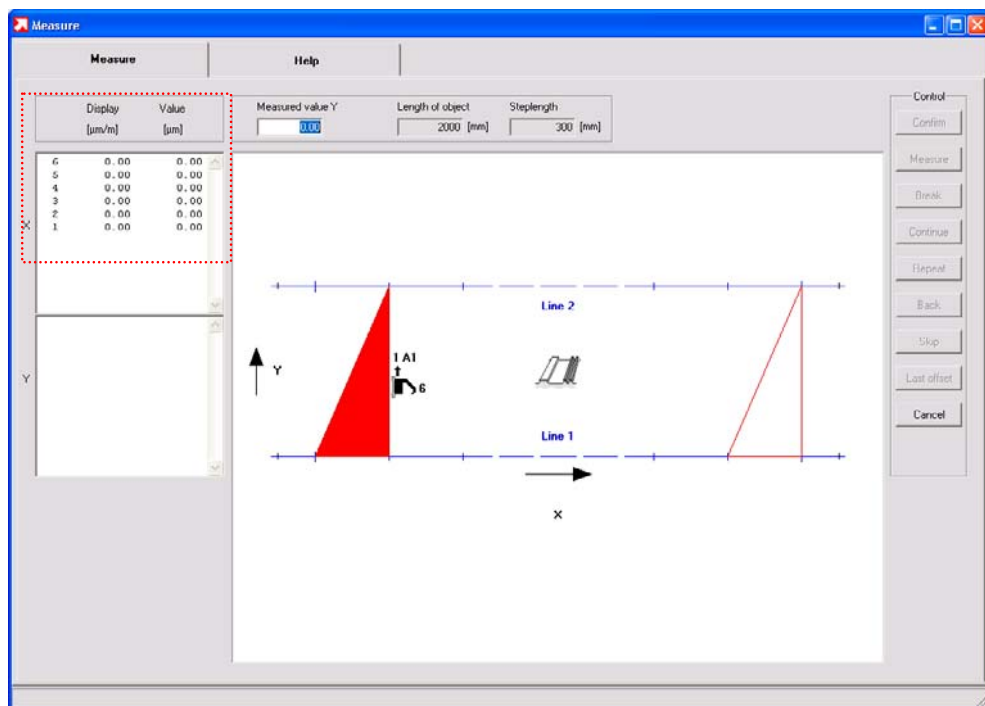 Measure
Measure Help
Display Value
[µm/m] [µm]
Measured value Y Length of object Steplength
0.00 2000 [mm] 300 [mm]
6 0.00 0.00
5 0.00 0.00
4 0.00 0.00
3 0.00 0.00
2 0.00 0.00
1 0.00 0.00
X
Y
Line 2
Y
1 A1
6
Line 1
X
Control
Confirm
Measure
Break
Continue
Repeat
Back
Skip
Last offset
Cancel